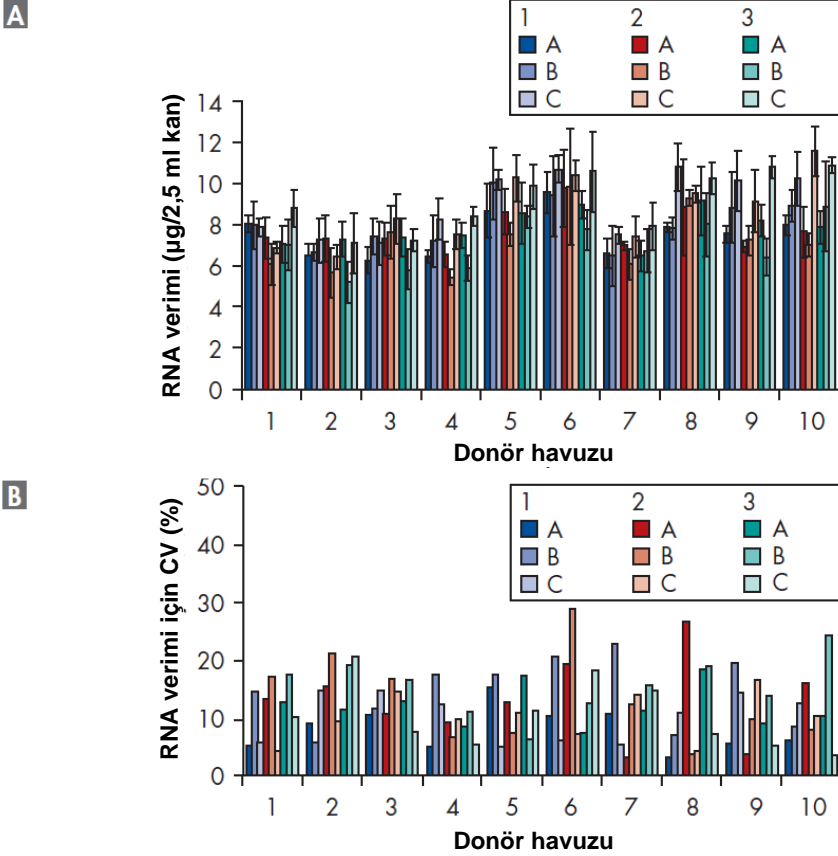 A
1 2 3
A A A
B B B
C C C
RNA verimi (µg/2,5 ml kan)
14
12
10
8
6
4
2
0
1 2 3 4 5 6 7 8 9 10
Donör havuzu
B
1 2 3
A A A
B B B
C C C
RNA verimi için CV (%)
50
40
30
20
10
0
1 2 3 4 5 6 7 8 9 10
Donör havuzu